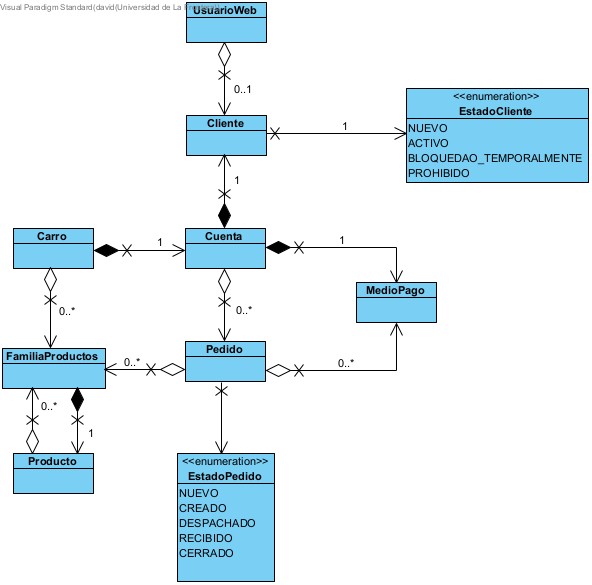 Visual Paradigm Standard(david(Universidad de La
UsuarioWeb
0..1
Cliente
1
<<enumeration>>
EstadoCliente
NUEVO
ACTIVO
BLOQUEDAO_TEMPORALMENTE
PROHIBIDO
1
Carro
1
Cuenta
1
MedioPago
0..*
0..*
FamiliaProductos
0..*
Pedido
0..*
0..*
1
Producto
<<enumeration>>
EstadoPedido
NUEVO
CREADO
DESPACHADO
RECIBIDO
CERRADO